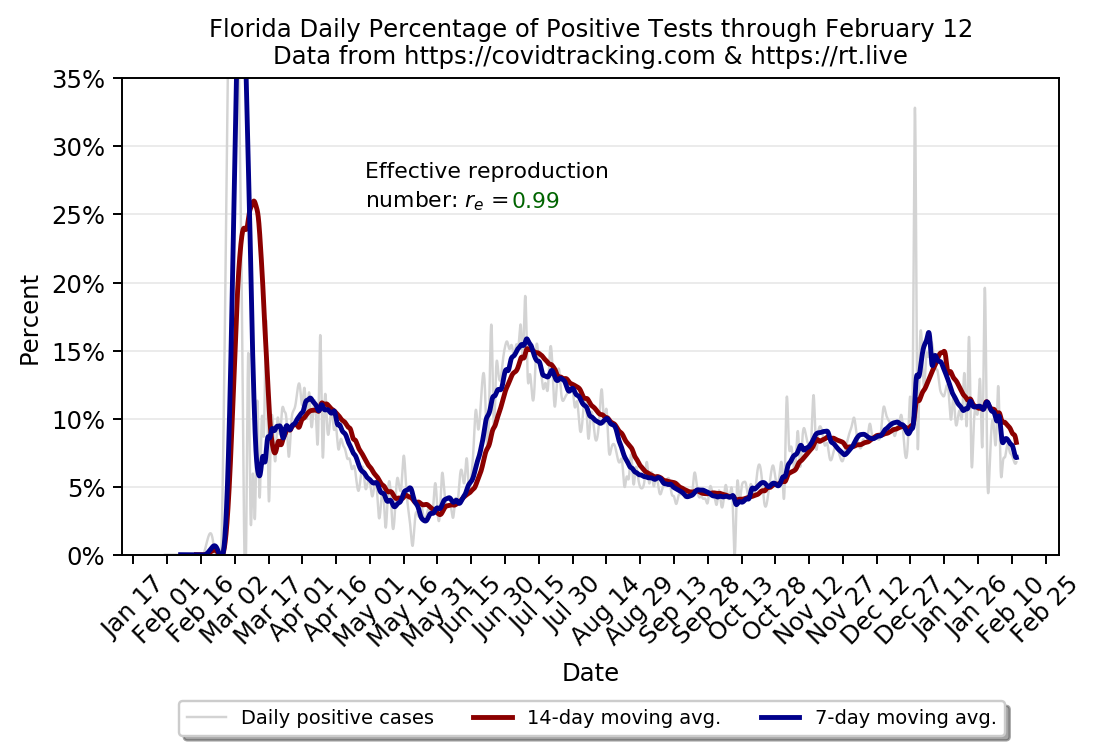 Florida Daily Percentage of Positive Tests through February 12
Data from https://covidtracking.com & https://rt.live
35%
30%
25%
20%
15%
10%
5%
0%
Percent
Effective reproduction
number: rₑ = 0.99
Jan 17
Feb 01
Feb 16
Mar 02
Mar 17
Apr 01
Apr 16
May 01
May 16
May 31
Jun 15
Jun 30
Jul 15
Jul 30
Aug 14
Aug 29
Sep 13
Sep 28
Oct 13
Oct 28
Nov 12
Nov 27
Dec 12
Dec 27
Jan 11
Jan 26
Feb 10
Feb 25
Date
Daily positive cases
14-day moving avg.
7-day moving avg.